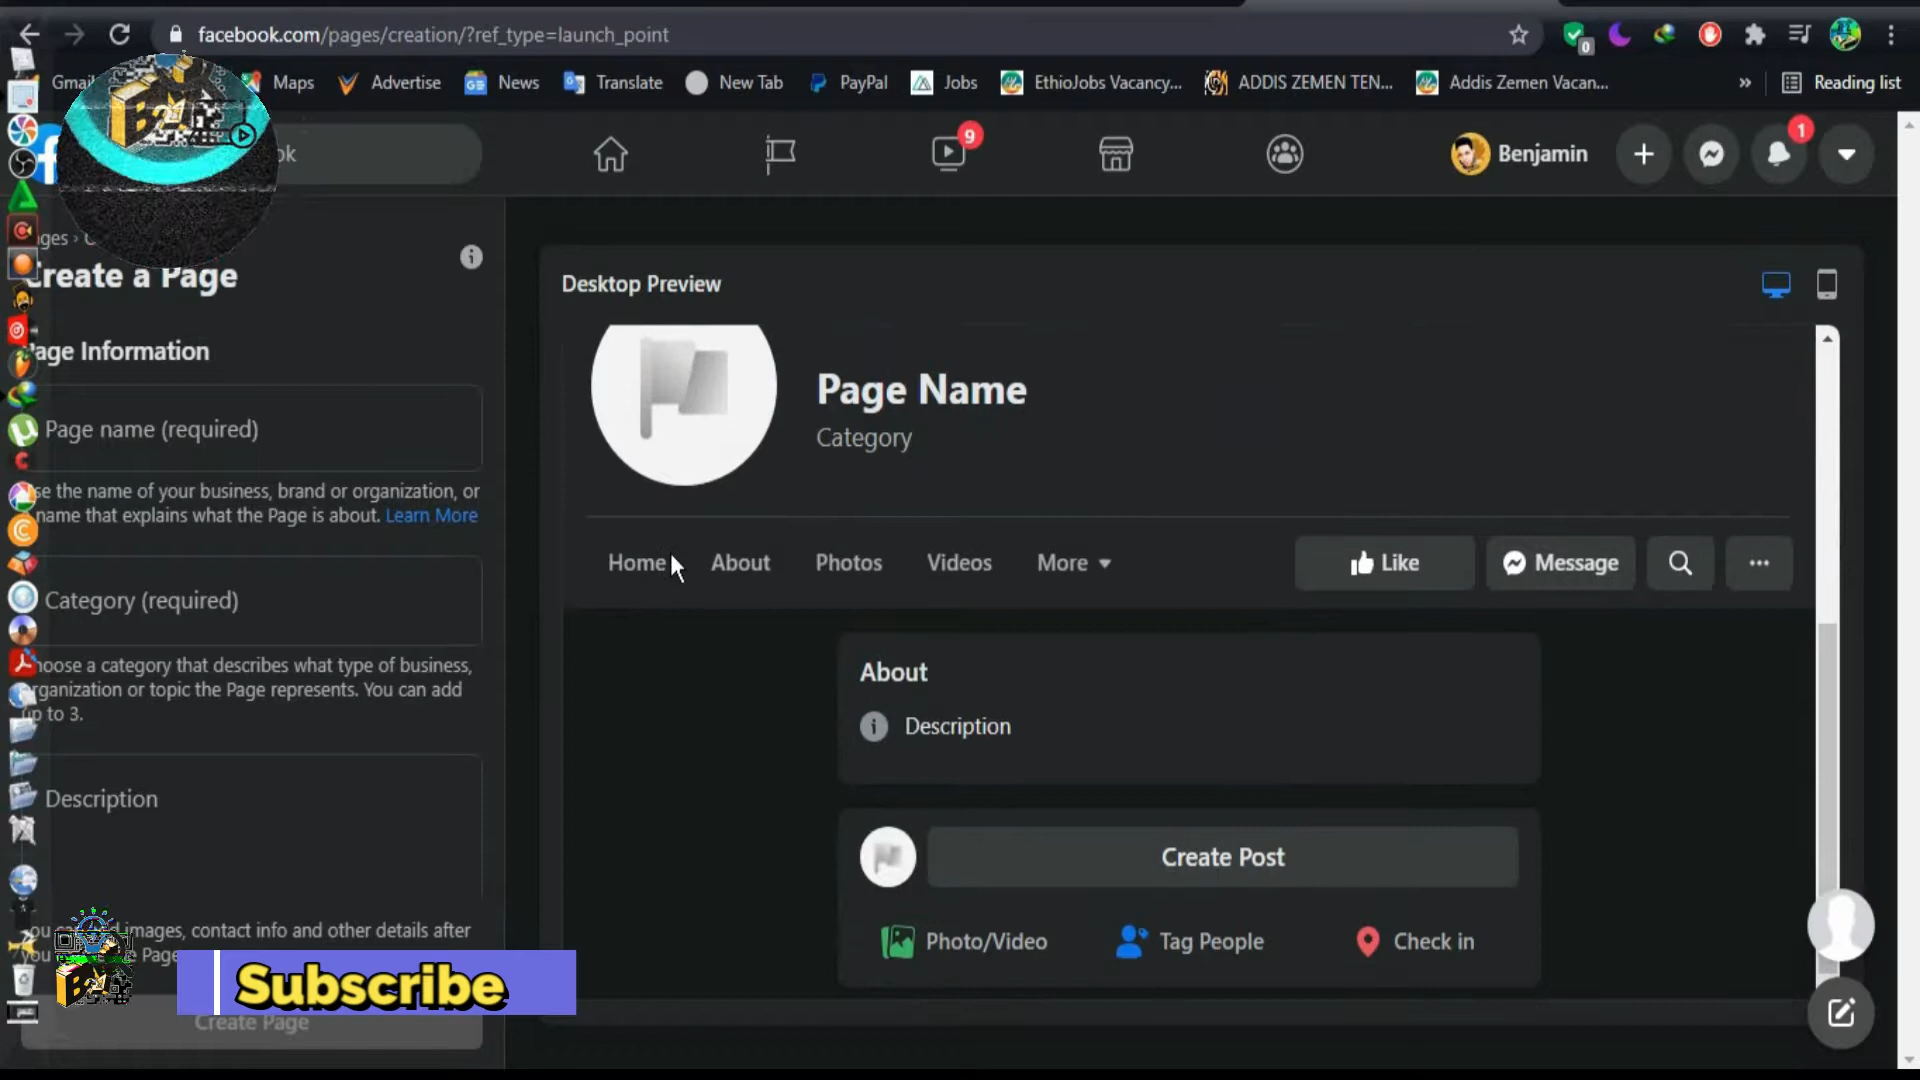 facebook.com/pages/creation/?ref_type=launch_point
0
Maps
Advertise
News
Translate
New Tab
PayPal
Jobs
EthioJobs Vacancy...
ADDIS ZEMEN TEN...
Addis Zemen Vacan...
»
Reading list
9
Benjamin
1
Create a Page
Page Information
Page name (required)
se the name of your business, brand or organization, or
name that explains what the Page is about. Learn More
Category (required)
hoose a category that describes what type of business,
rganization or topic the Page represents. You can add
up to 3.
Description
images, contact info and other details after
Subscribe
Create Page
Desktop Preview
Page Name
Category
Home
About
Photos
Videos
More
Like
Message
About
Description
Create Post
Photo/Video
Tag People
Check in